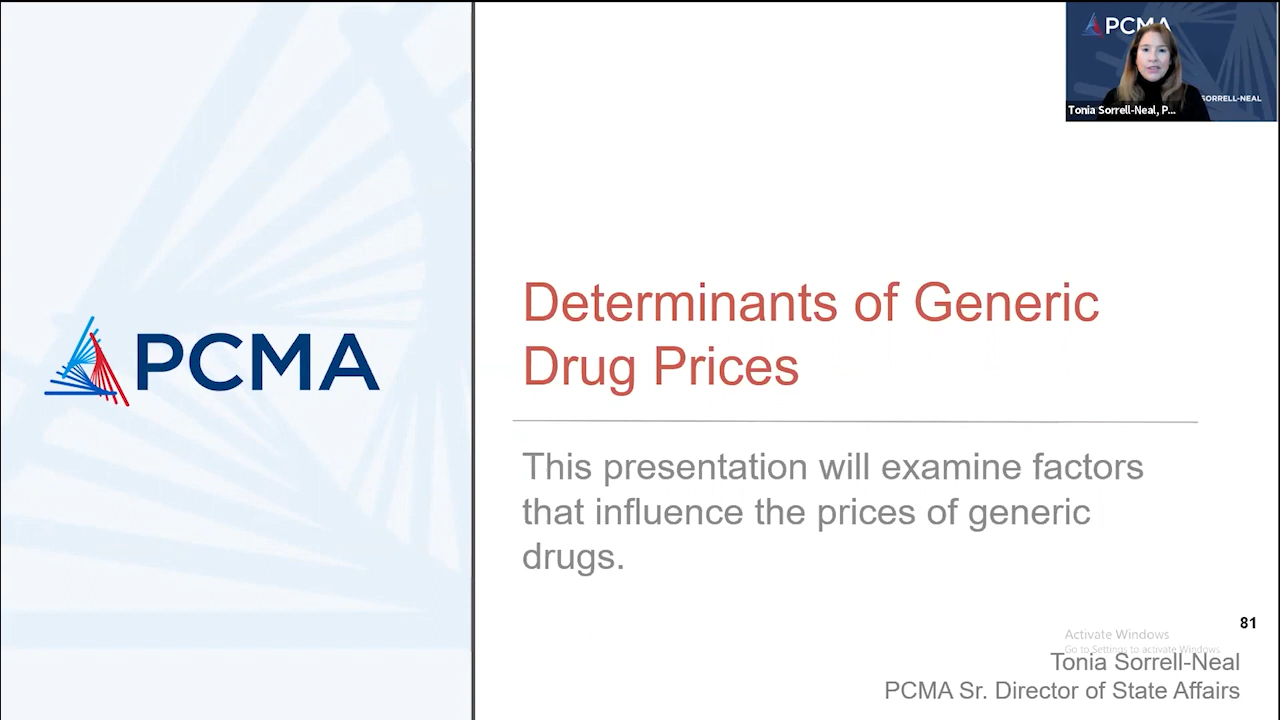 PCMA
SORRELL-NEAL
Tonia Sorrell-Neal, P...
PCMA
Determinants of Generic
Drug Prices
This presentation will examine factors
that influence the prices of generic
drugs.
81
Activate Windows
Go to Settings to activate Windows.
Tonia Sorrell-Neal
PCMA Sr. Director of State Affairs